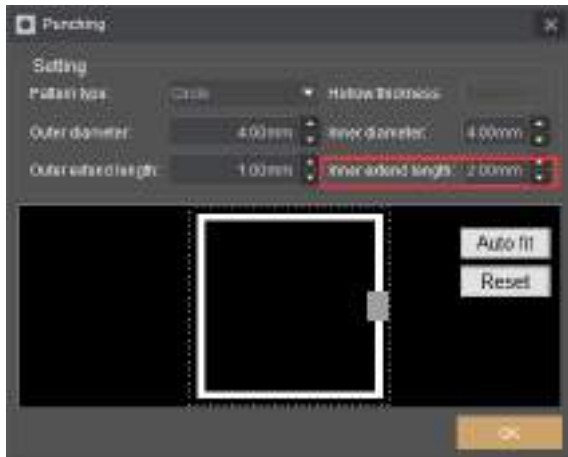 Punching
Setting
Pattern type: Circle Hollow thickness:
Outer diameter: 4.00mm Inner diameter: 4.00mm
Outer extend length: 1.00mm Inner extend length: 2.00mm
Auto fit
Reset
OK